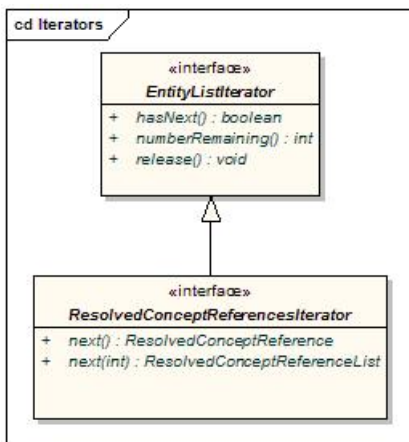 cd Iterators
«interface»
EntityListIterator
+ hasNext() : boolean
+ numberRemaining() : int
+ release() : void
«interface»
ResolvedConceptReferencesIterator
+ next() : ResolvedConceptReference
+ next(int) : ResolvedConceptReferenceList